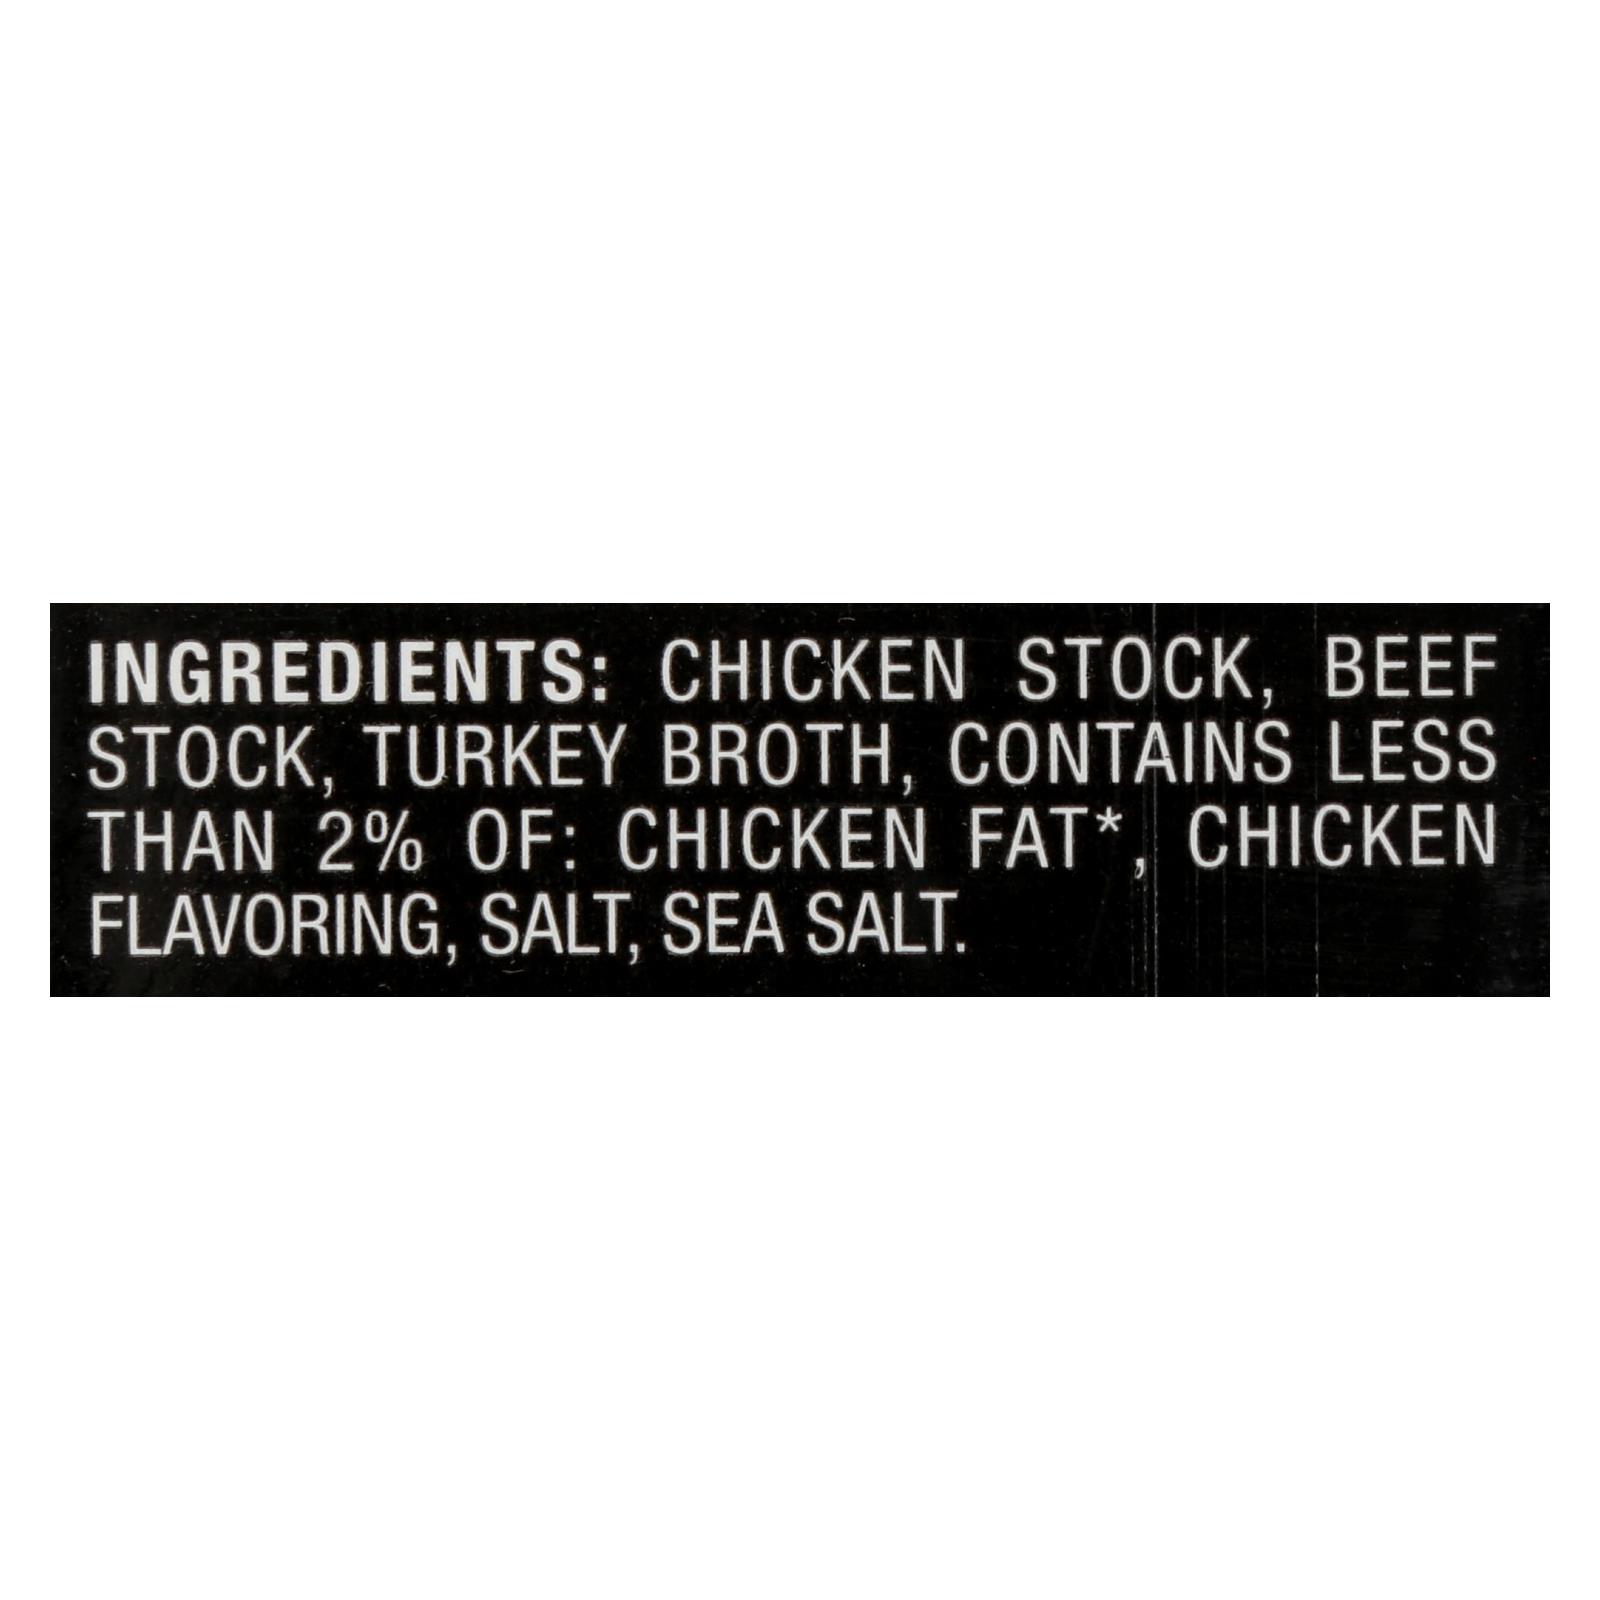 INGREDIENTS: CHICKEN STOCK, BEEF
STOCK, TURKEY BROTH, CONTAINS LESS
THAN 2% OF: CHICKEN FAT*, CHICKEN
FLAVORING, SALT, SEA SALT.